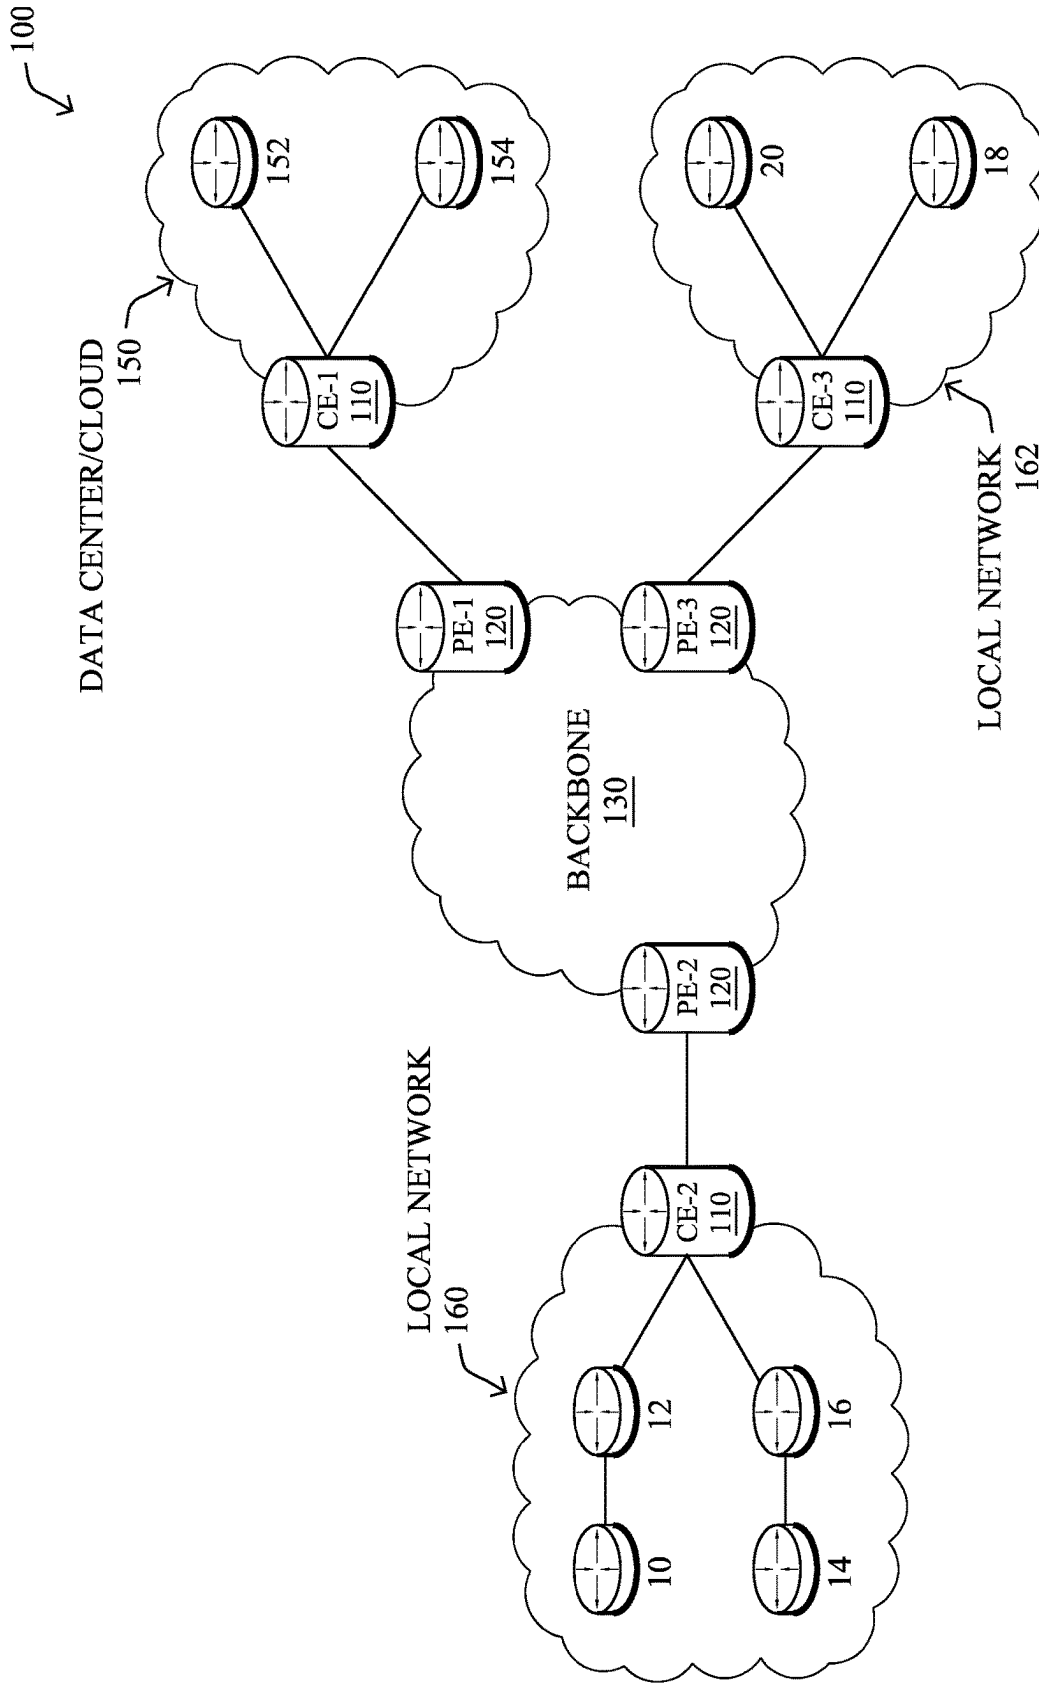 100
DATA CENTER/CLOUD
150
152
154
CE-1
110
PE-1
120
BACKBONE
130
PE-3
120
CE-3
110
20
18
LOCAL NETWORK
162
PE-2
120
LOCAL NETWORK
160
CE-2
110
12
10
16
14